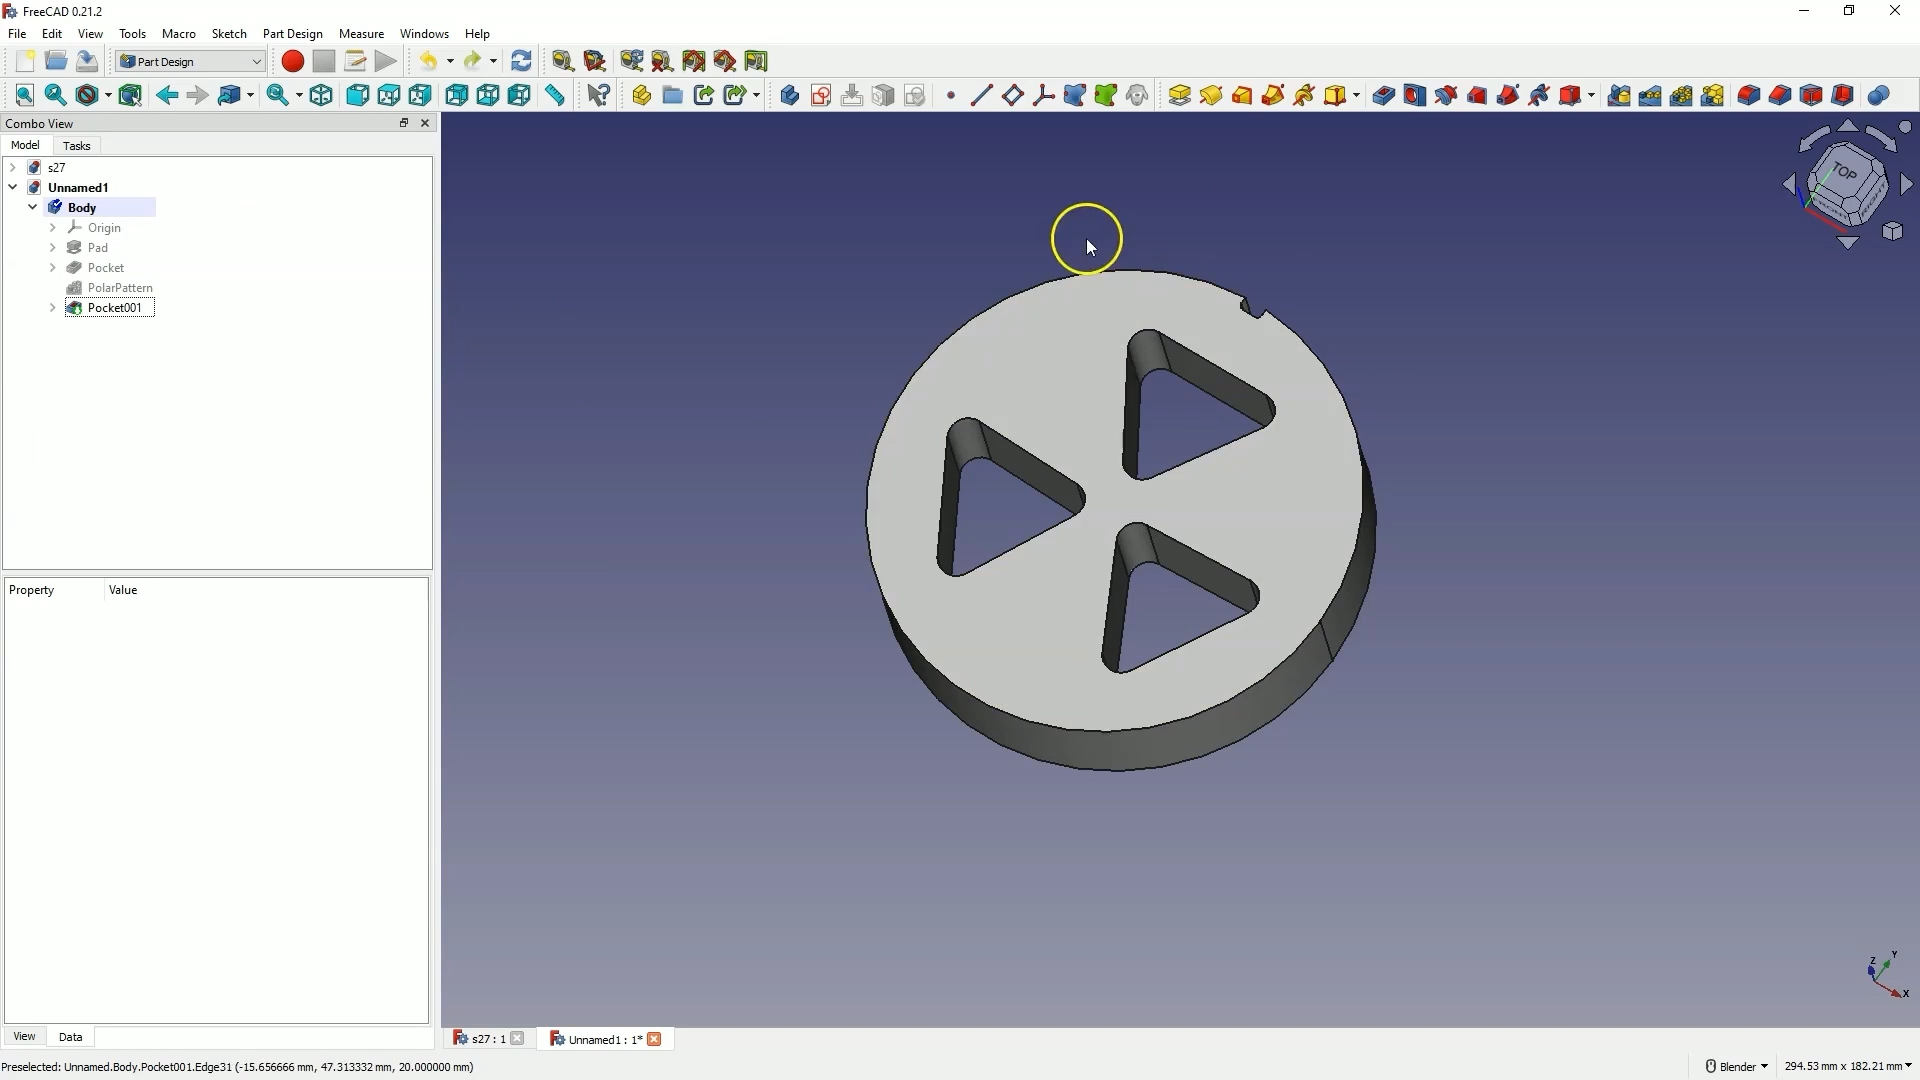 FreeCAD 0.21.2
File Edit View Tools Macro Sketch Part Design Measure Windows Help
Part Design
Combo View
Model Tasks
s27
Unnamed1
Body
Origin
Pad
Pocket
PolarPattern
Pocket001
TOP
FRONT
RIGHT
Property Value
Z
Y
X
View Data
s27 : 1
Unnamed1 : 1*
Preselected: Unnamed.Body.Pocket001.Edge31 (-15.656666 mm, 47.313332 mm, 20.000000 mm)
Blender
294.53 mm x 182.21 mm